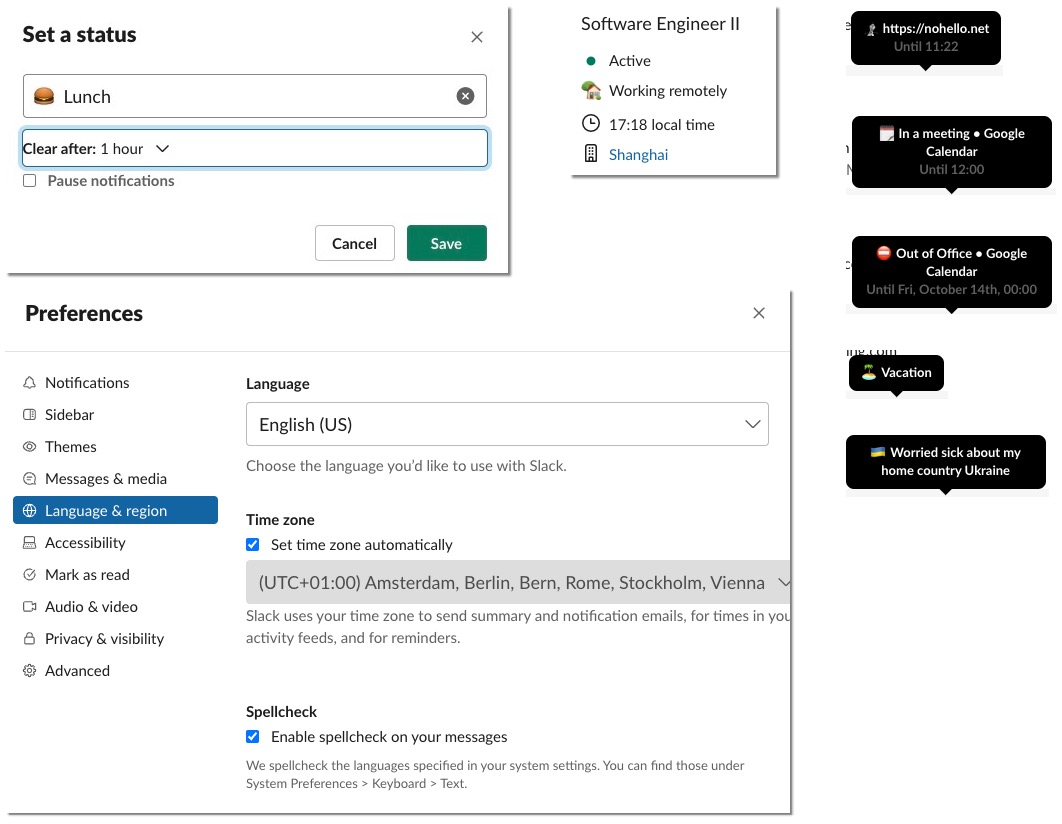 Set a status
Lunch
Clear after: 1 hour
Pause notifications
Cancel
Save
Software Engineer II
Active
Working remotely
17:18 local time
Shanghai
https://nohello.net
Until 11:22
In a meeting • Google
Calendar
Until 12:00
Out of Office • Google
Calendar
Until Fri, October 14th, 00:00
Vacation
Worried sick about my
home country Ukraine
Preferences
Notifications
Sidebar
Themes
Messages & media
Language & region
Accessibility
Mark as read
Audio & video
Privacy & visibility
Advanced
Language
English (US)
Choose the language you’d like to use with Slack.
Time zone
Set time zone automatically
(UTC+01:00) Amsterdam, Berlin, Bern, Rome, Stockholm, Vienna
Slack uses your time zone to send summary and notification emails, for times in you
activity feeds, and for reminders.
Spellcheck
Enable spellcheck on your messages
We spellcheck the languages specified in your system settings. You can find those under
System Preferences > Keyboard > Text.